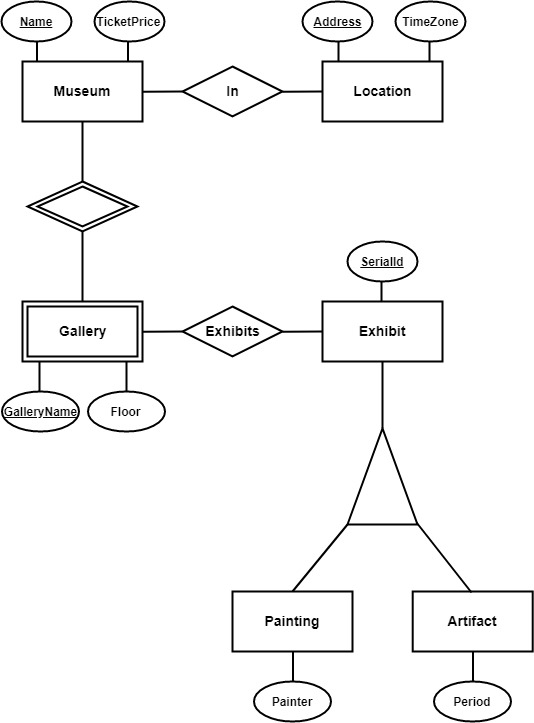 Name
TicketPrice
Address
TimeZone
Museum
In
Location
SerialId
Gallery
Exhibits
Exhibit
GalleryName
Floor
Painting
Artifact
Painter
Period